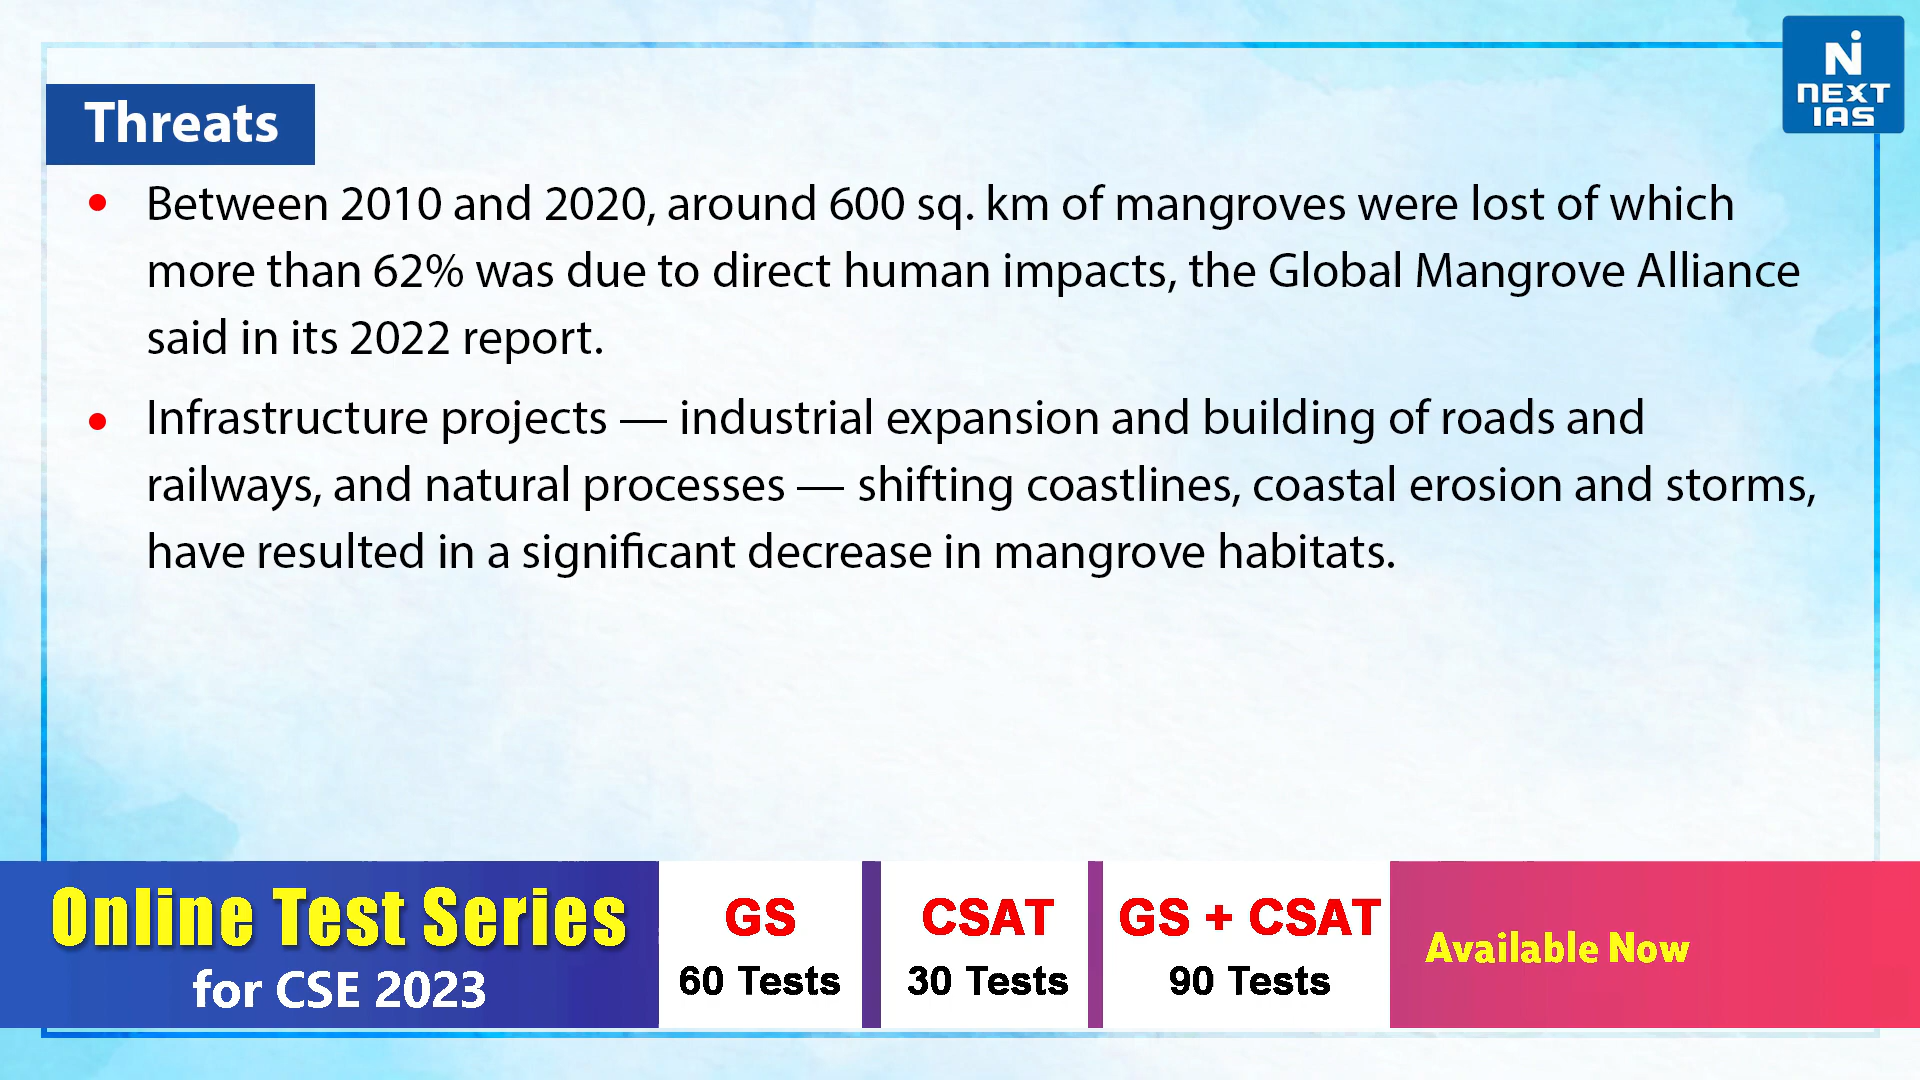 NEXT
IAS
Threats
• Between 2010 and 2020, around 600 sq. km of mangroves were lost of which
more than 62% was due to direct human impacts, the Global Mangrove Alliance
said in its 2022 report.
• Infrastructure projects — industrial expansion and building of roads and
railways, and natural processes — shifting coastlines, coastal erosion and storms,
have resulted in a significant decrease in mangrove habitats.
Online Test Series
for CSE 2023
GS
60 Tests
CSAT
30 Tests
GS + CSAT
90 Tests
Available Now